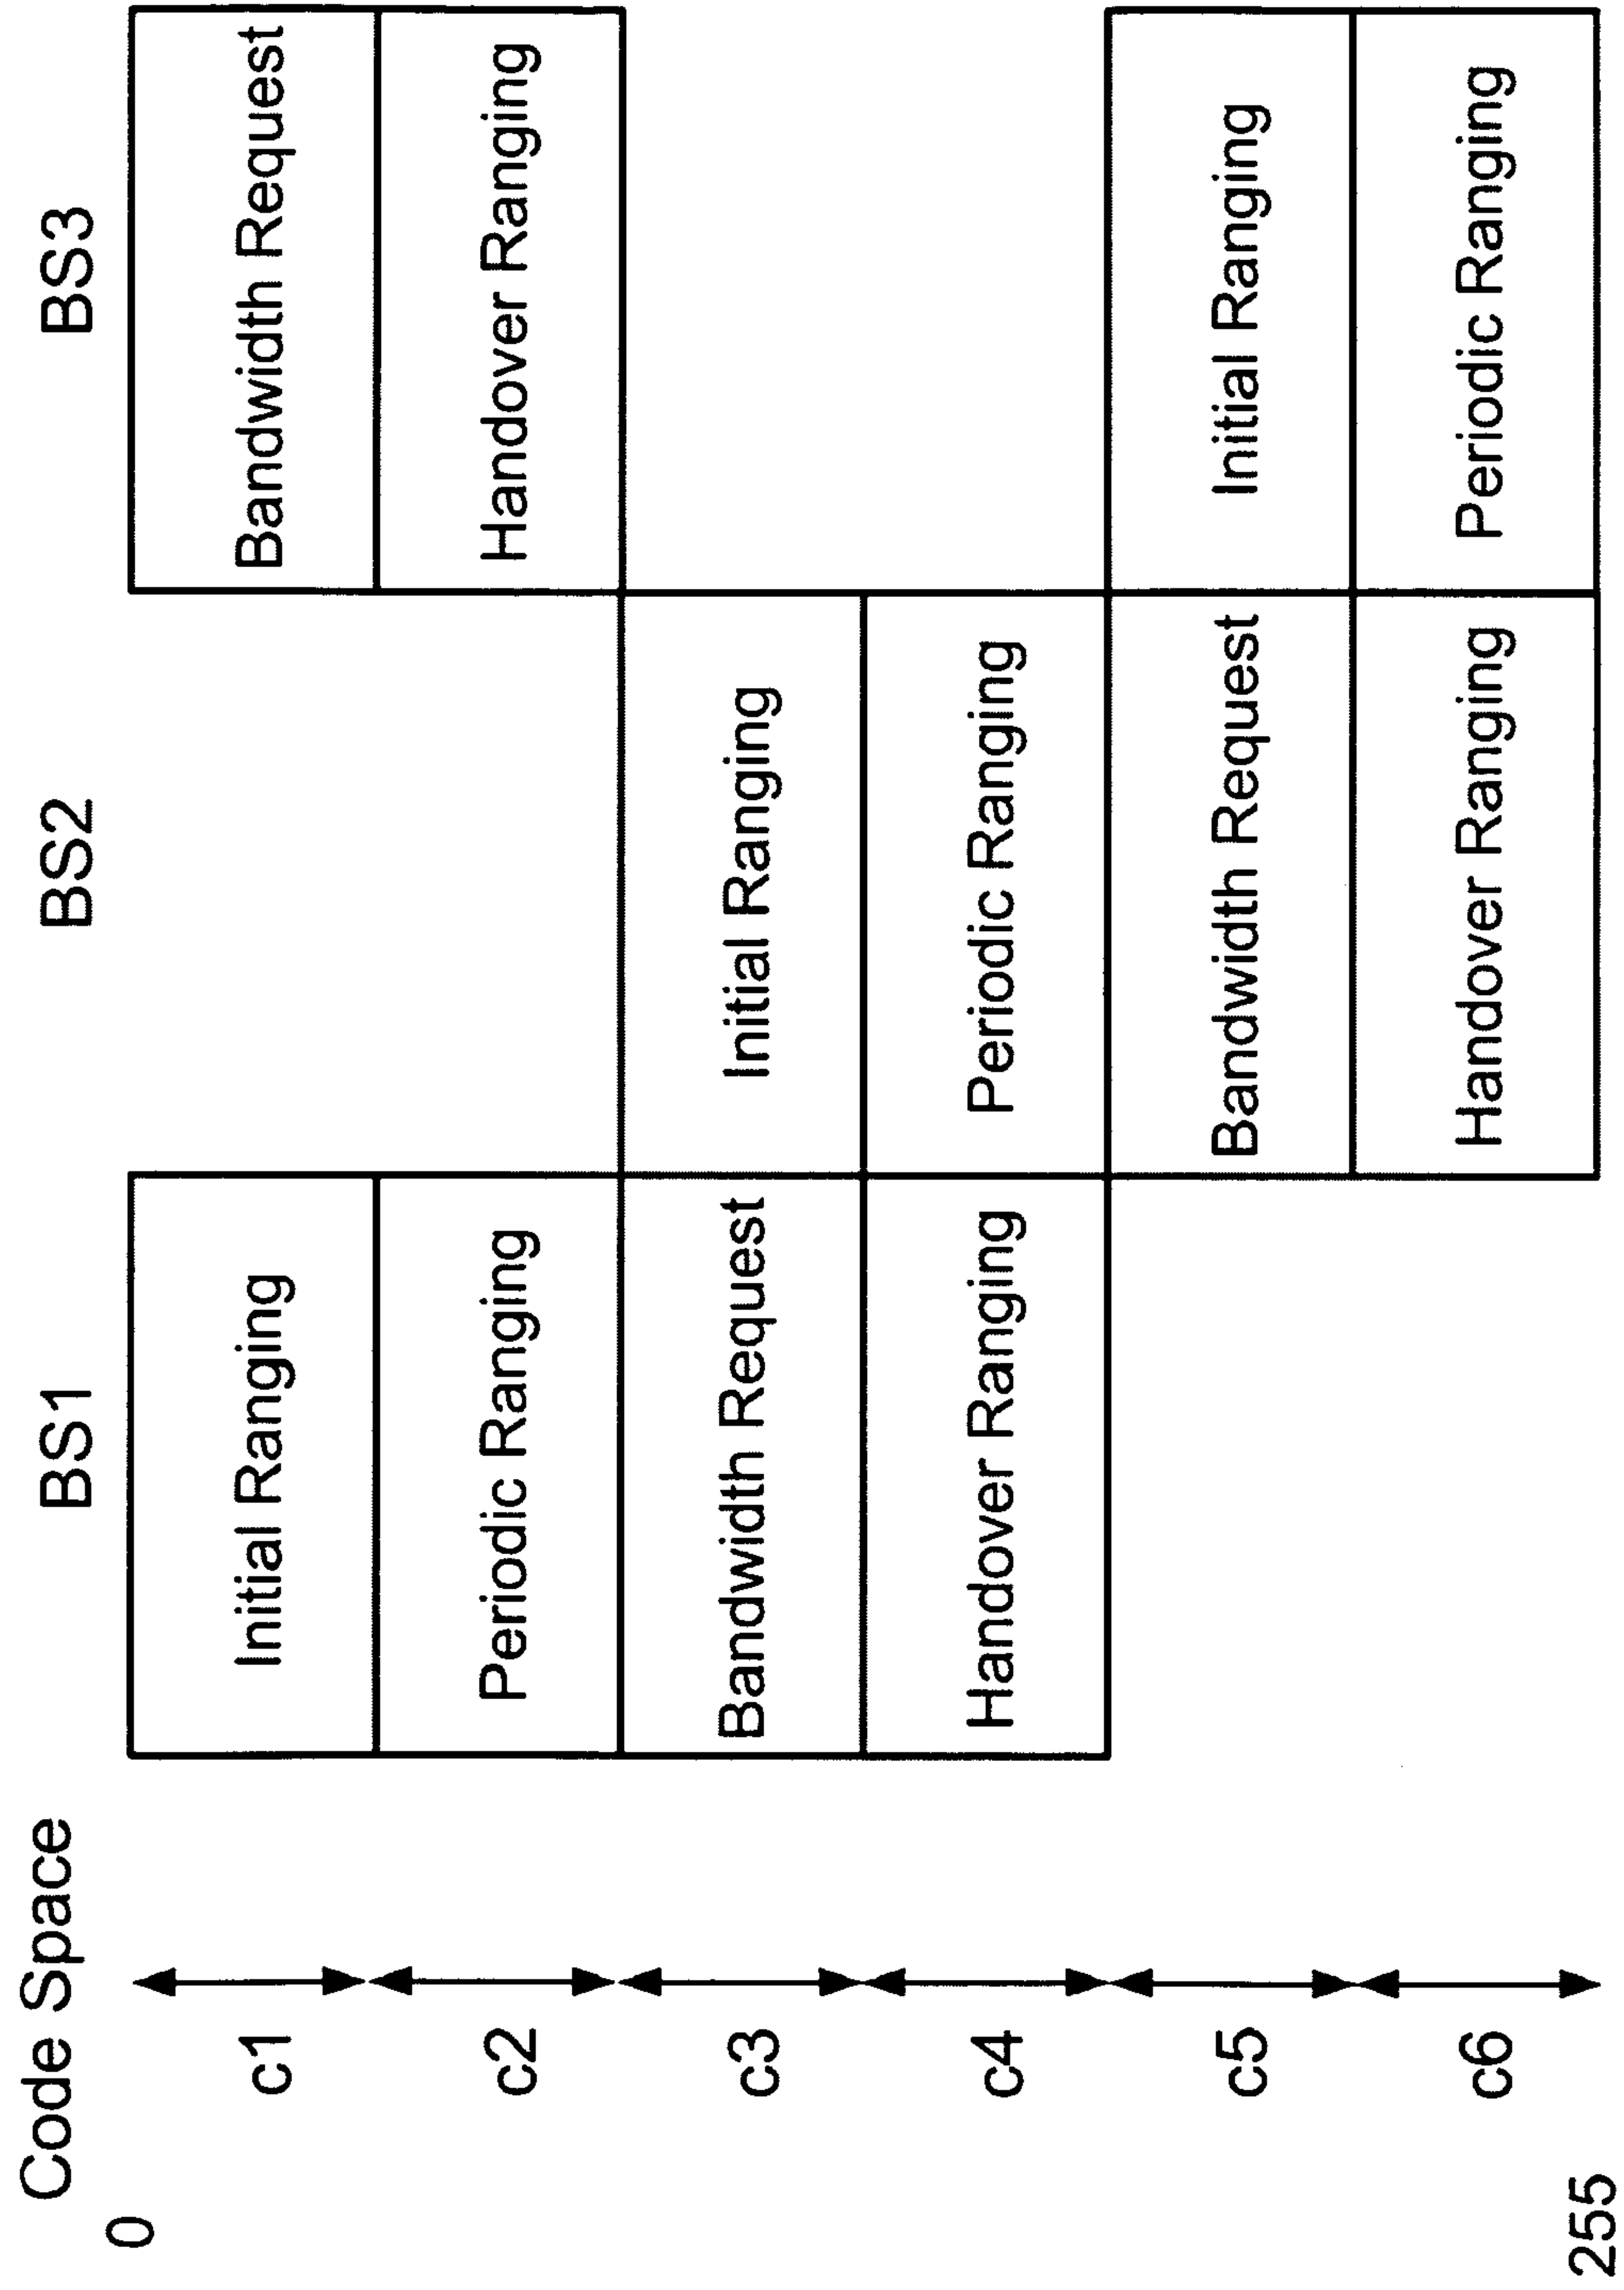 Code Space
BS1
BS2
BS3
0
c1
Initial Ranging
Bandwidth Request
c2
Periodic Ranging
Handover Ranging
c3
Bandwidth Request
Initial Ranging
c4
Handover Ranging
Periodic Ranging
c5
Bandwidth Request
Initial Ranging
c6
Handover Ranging
Periodic Ranging
255